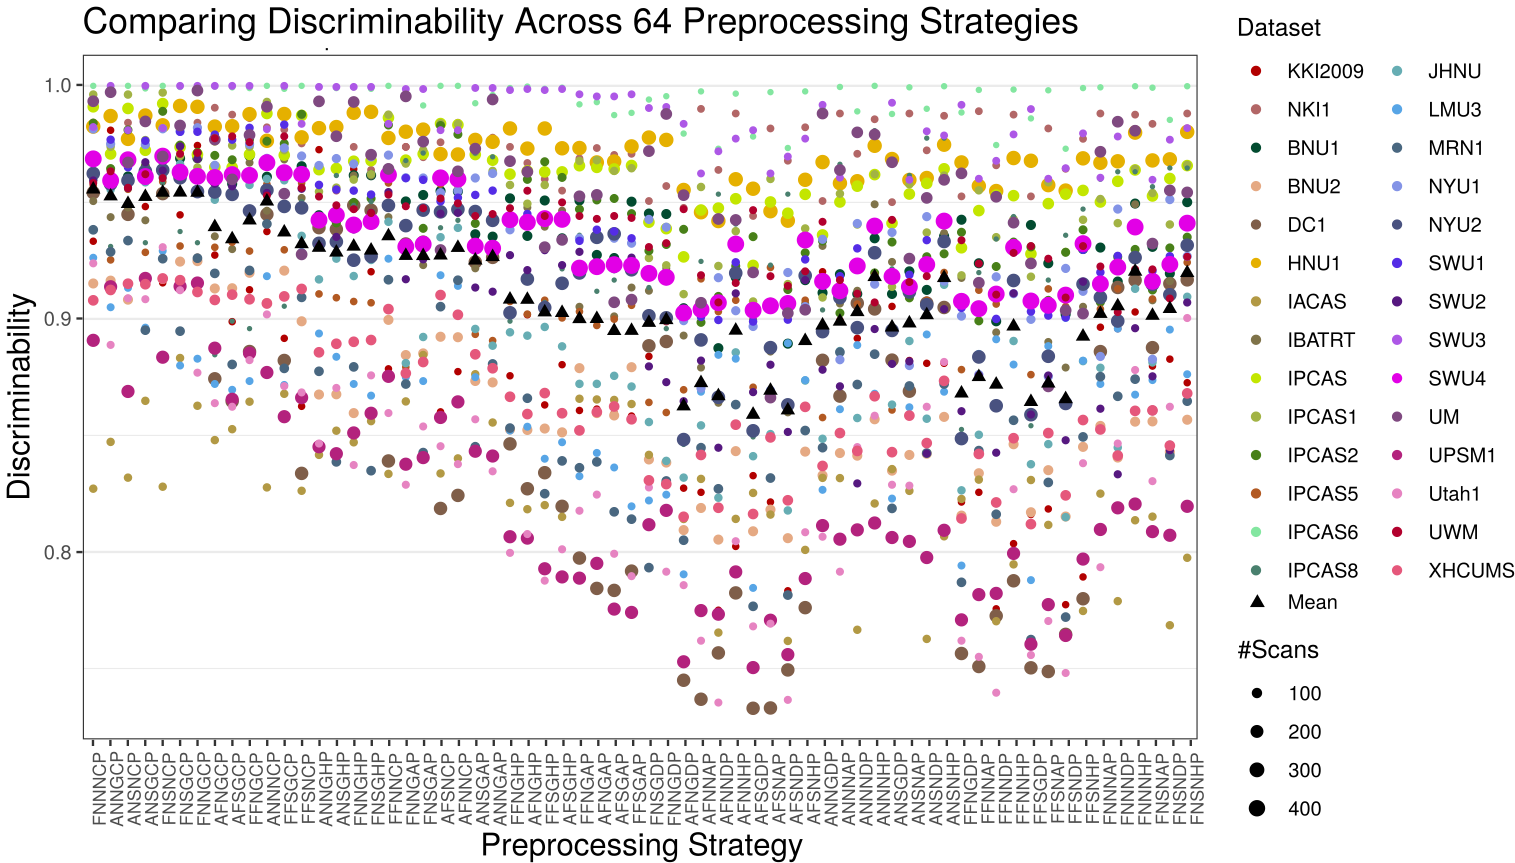 Comparing Discriminability Across 64 Preprocessing Strategies
Discriminability
1.0
0.9
0.8
FNNNCP
ANNGCP
ANSNCP
ANSGCP
FNSNCP
FNSGCP
FNNGCP
AFNGCP
AFSGCP
FFNGCP
ANNNCP
FFSGCP
FFSNCP
ANNGHP
ANSGHP
FNNGHP
FNSGHP
FFNNCP
FNNGAP
FNSGAP
AFSNCP
AFNNCP
ANSGAP
ANNGAP
FFNGHP
AFNGHP
FFSGHP
AFSGHP
FFNGAP
AFNGAP
AFSGAP
FFSGAP
FNSGDP
FNNGDP
AFNGDP
AFNNAP
AFNNDP
AFNNHP
AFSGDP
AFSNAP
AFSNDP
AFSNHP
ANNGDP
ANNNAP
ANNNDP
ANNNHP
ANSGDP
ANSNAP
ANSNDP
ANSNHP
FFNGDP
FFNNAP
FFNNDP
FFNNHP
FFSGDP
FFSNAP
FFSNDP
FFSNHP
FNNNAP
FNNNDP
FNNNHP
FNSNAP
FNSNDP
FNSNHP
Preprocessing Strategy
Dataset
KKI2009
NKI1
BNU1
BNU2
DC1
HNU1
IACAS
IBATRT
IPCAS
IPCAS1
IPCAS2
IPCAS5
IPCAS6
IPCAS8
Mean
JHNU
LMU3
MRN1
NYU1
NYU2
SWU1
SWU2
SWU3
SWU4
UM
UPSM1
Utah1
UWM
XHCUMS
#Scans
100
200
300
400